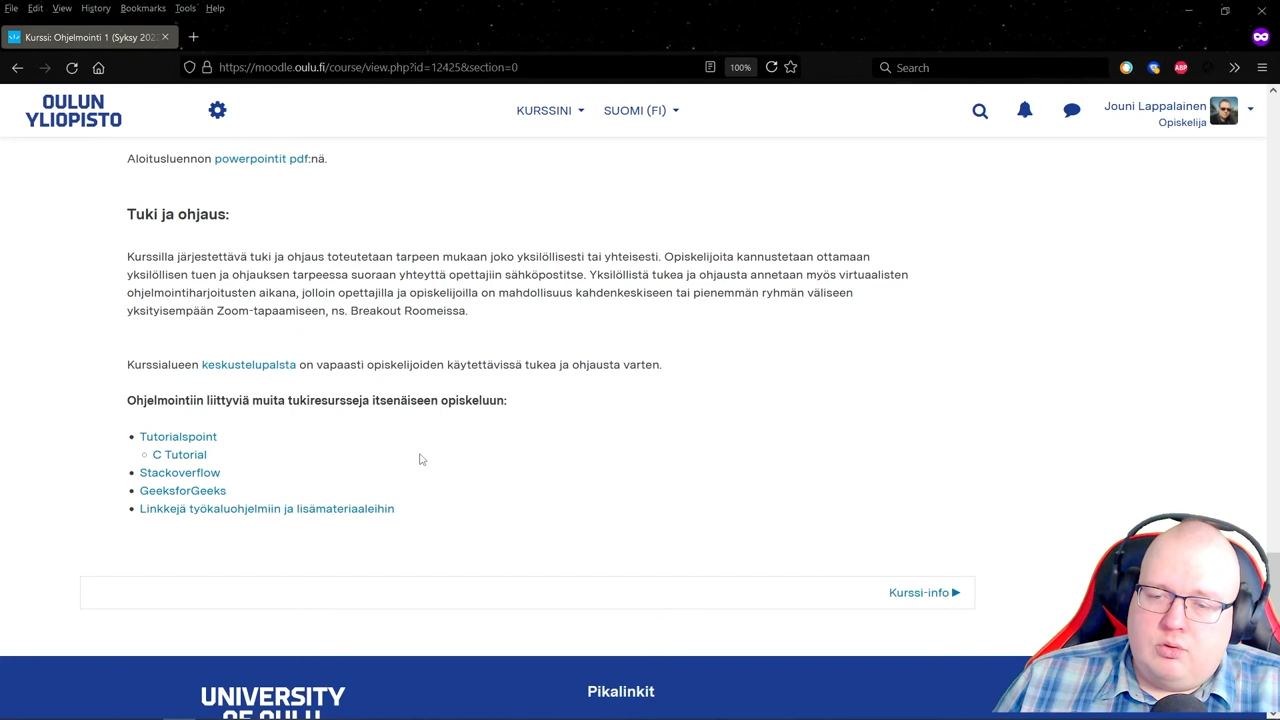 File Edit View History Bookmarks Tools Help
Kurssi: Ohjelmointi 1 (Syksy 202
https://moodle.oulu.fi/course/view.php?id=12425&section=0
100%
Search
ABP
OULUN
YLIOPISTO
KURSSINI
SUOMI (FI)
Jouni Lappalainen
Opiskelija
Aloitusluennon powerpointit pdf:nä.
Tuki ja ohjaus:
Kurssilla järjestettävä tuki ja ohjaus toteutetaan tarpeen mukaan joko yksilöllisesti tai yhteisesti. Opiskelijoita kannustetaan ottamaan
yksilöllisen tuen ja ohjauksen tarpeessa suoraan yhteyttä opettajiin sähköpostitse. Yksilöllistä tukea ja ohjausta annetaan myös virtuaalisten
ohjelmointiharjoitusten aikana, jolloin opettajilla ja opiskelijoilla on mahdollisuus kahdenkeskiseen tai pienemmän ryhmän väliseen
yksityisempään Zoom-tapaamiseen, ns. Breakout Roomeissa.
Kurssialueen keskustelupalsta on vapaasti opiskelijoiden käytettävissä tukea ja ohjausta varten.
Ohjelmointiin liittyviä muita tukiresursseja itsenäiseen opiskeluun:
Tutorialspoint
C Tutorial
Stackoverflow
GeeksforGeeks
Linkkejä työkaluohjelmiin ja lisämateriaaleihin
Kurssi-info
UNIVERSITY
OF OULU
Pikalinkit